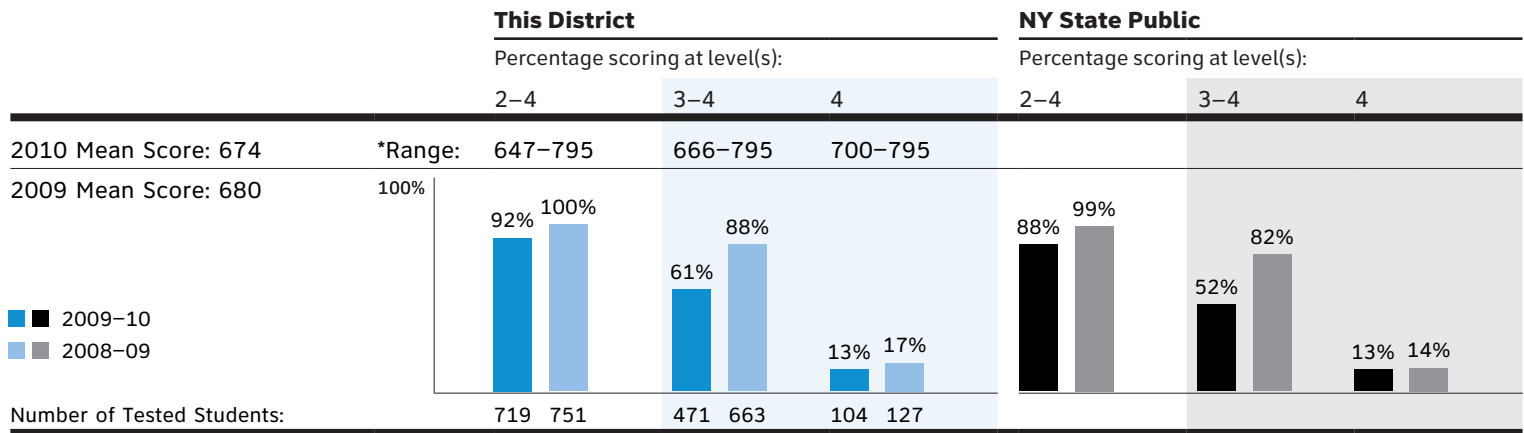 This District NY State Public
Percentage scoring at level(s): Percentage scoring at level(s):
2–4 3–4 4 2–4 3–4 4
2010 Mean Score: 674 *Range: 647–795 666–795 700–795
2009 Mean Score: 680 100%
92% 100% 61% 88% 13% 17% 88% 99% 52% 82% 13% 14%
2009–10
2008–09
Number of Tested Students: 719 751 471 663 104 127